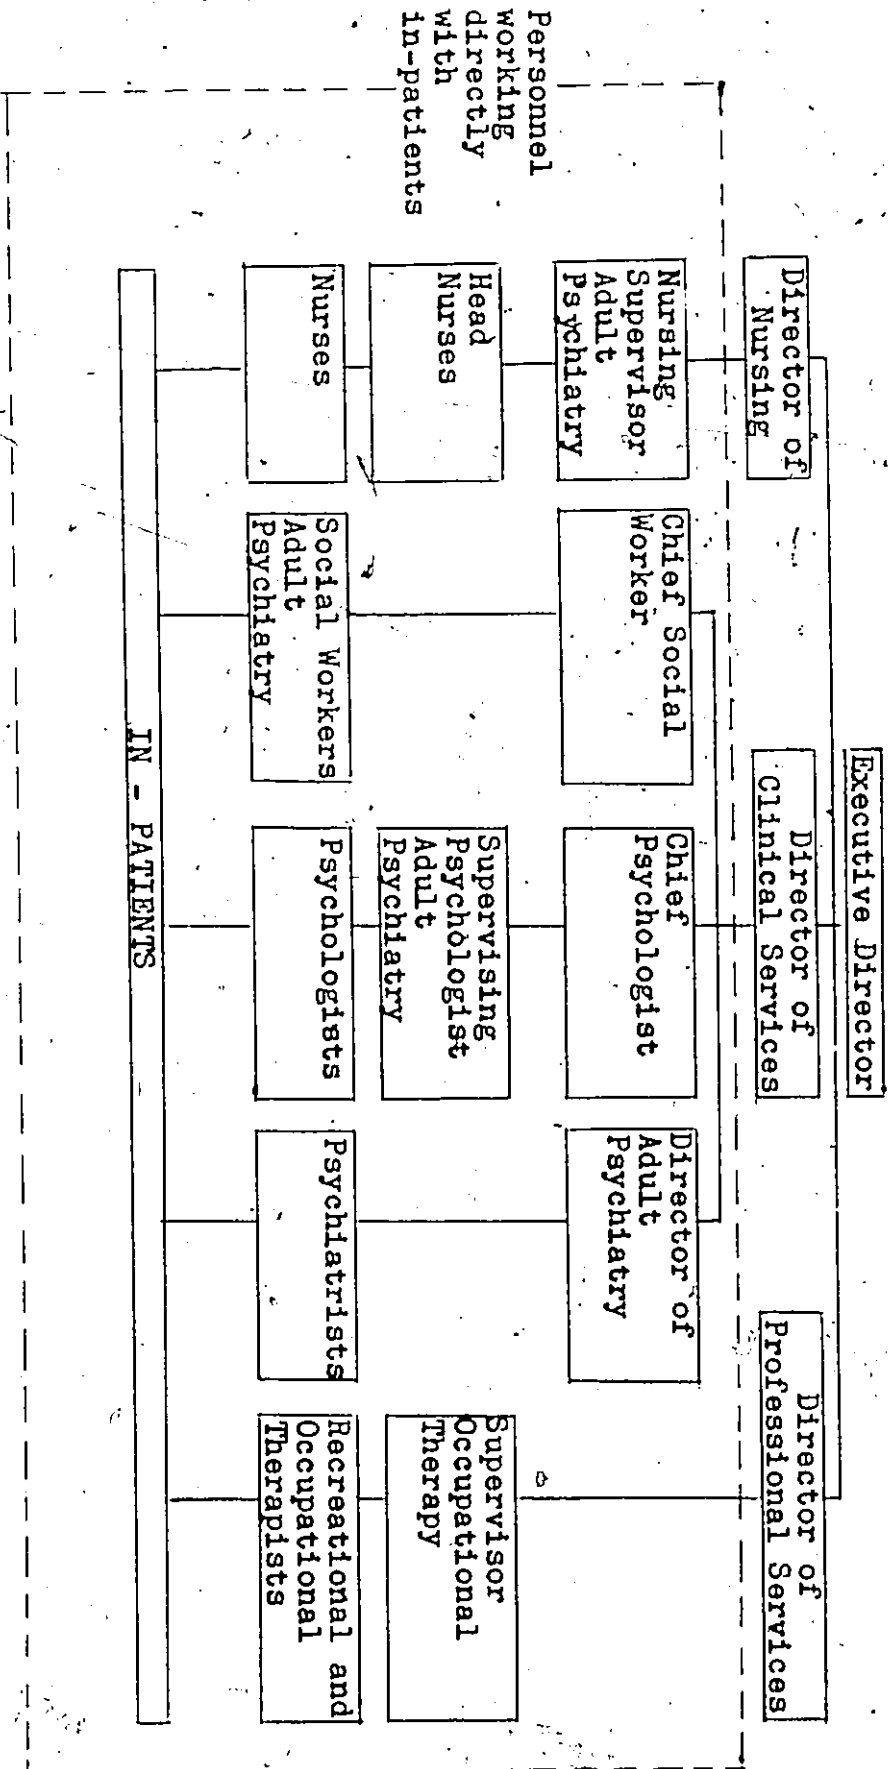 Executive Director
Director of
Nursing
Director of
Clinical Services
Director of
Professional Services
Personnel
working
directly
with
in-patients
Nursing
Supervisor
Adult
Psychiatry
Chief Social
Worker
Chief
Psychologist
Director of
Adult
Psychiatry
Head
Nurses
Supervising
Psychologist
Adult
Psychiatry
Supervisor
Occupational
Therapy
Nurses
Social Workers
Adult
Psychiatry
Psychologists
Psychiatrists
Recreational and
Occupational
Therapists
IN - PATIENTS